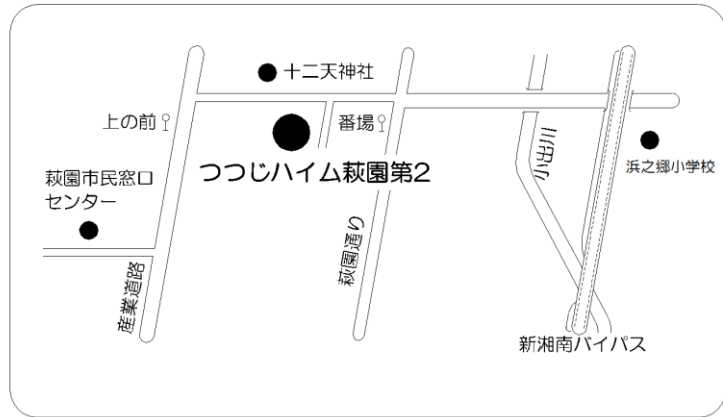 十二天神社
上の前
番場
つつじハイム萩園第2
萩園市民窓口
センター
小出川
浜之郷小学校
産業道路
萩園通り
新湘南バイパス